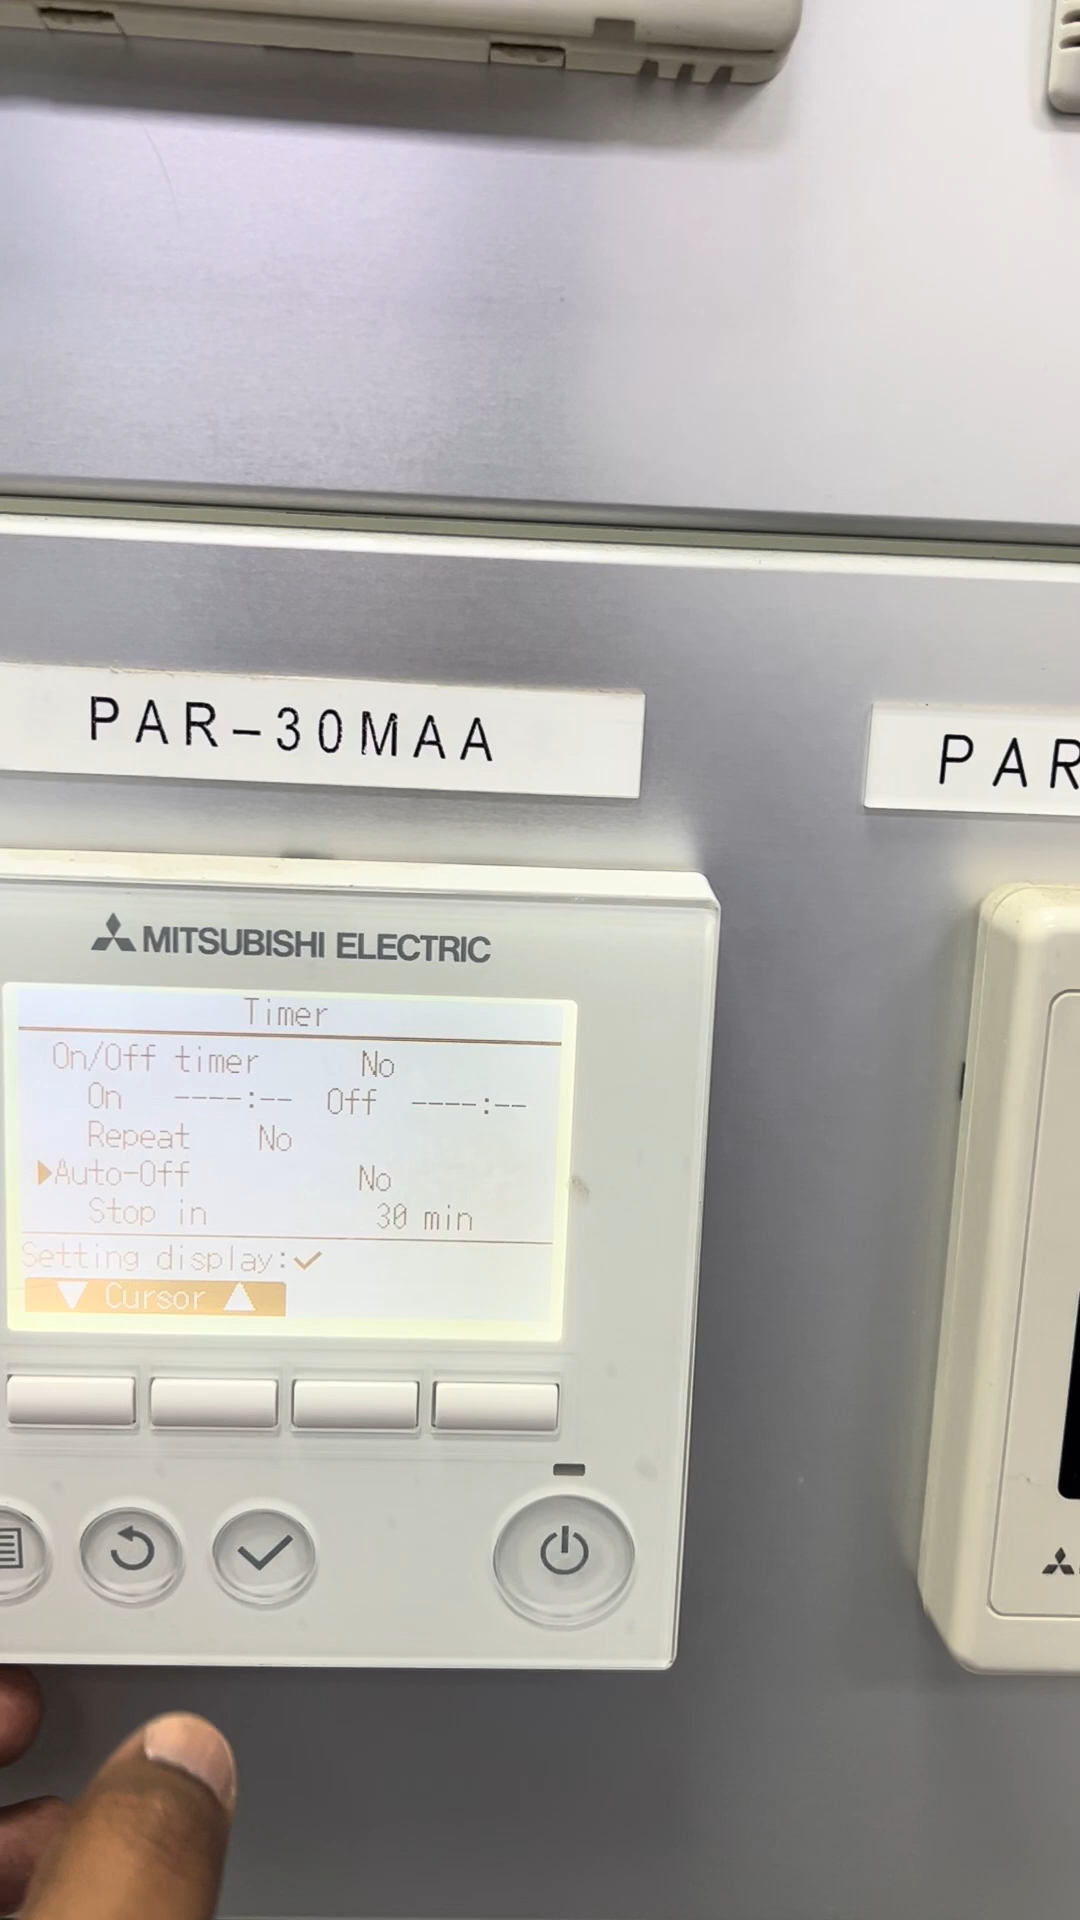 PAR-30MAA
PAR
MITSUBISHI ELECTRIC
Timer
On/Off timer No
On ----:-- Off ----:--
Repeat No
▶Auto-Off No
Stop in 30 min
Setting display:✓
▼ Cursor ▲